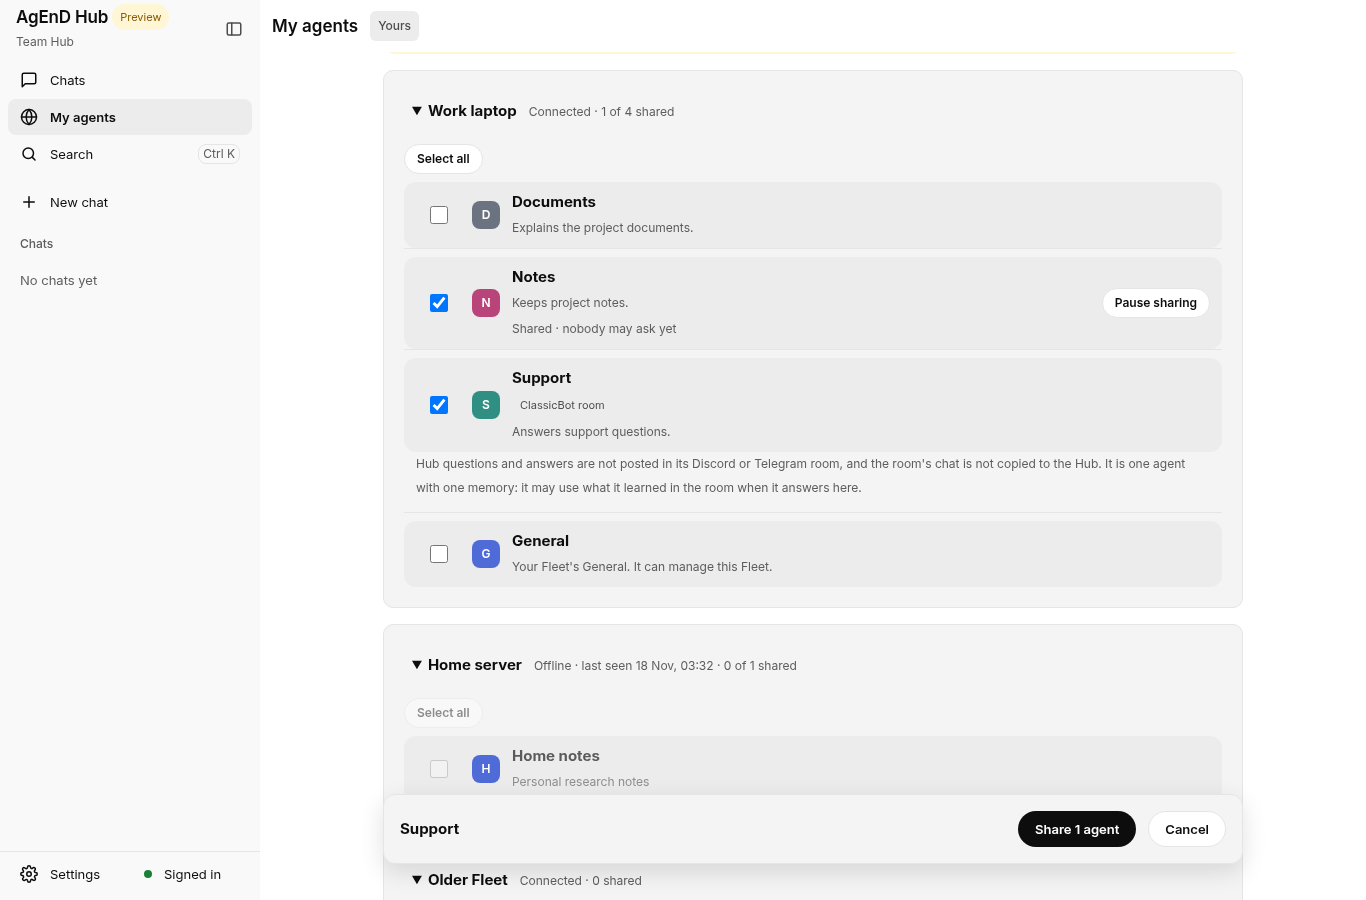 AgEnD Hub Preview
Team Hub
Chats
My agents
Search Ctrl K
New chat
Chats
No chats yet
Settings
Signed in
My agents Yours
Work laptop Connected · 1 of 4 shared
Select all
D
Documents
Explains the project documents.
N
Notes
Keeps project notes.
Shared · nobody may ask yet
Pause sharing
S
Support
ClassicBot room
Answers support questions.
Hub questions and answers are not posted in its Discord or Telegram room, and the room's chat is not copied to the Hub. It is one agent
with one memory: it may use what it learned in the room when it answers here.
G
General
Your Fleet's General. It can manage this Fleet.
Home server Offline · last seen 18 Nov, 03:32 · 0 of 1 shared
Select all
H
Home notes
Personal research notes
Support
Share 1 agent
Cancel
Older Fleet Connected · 0 shared